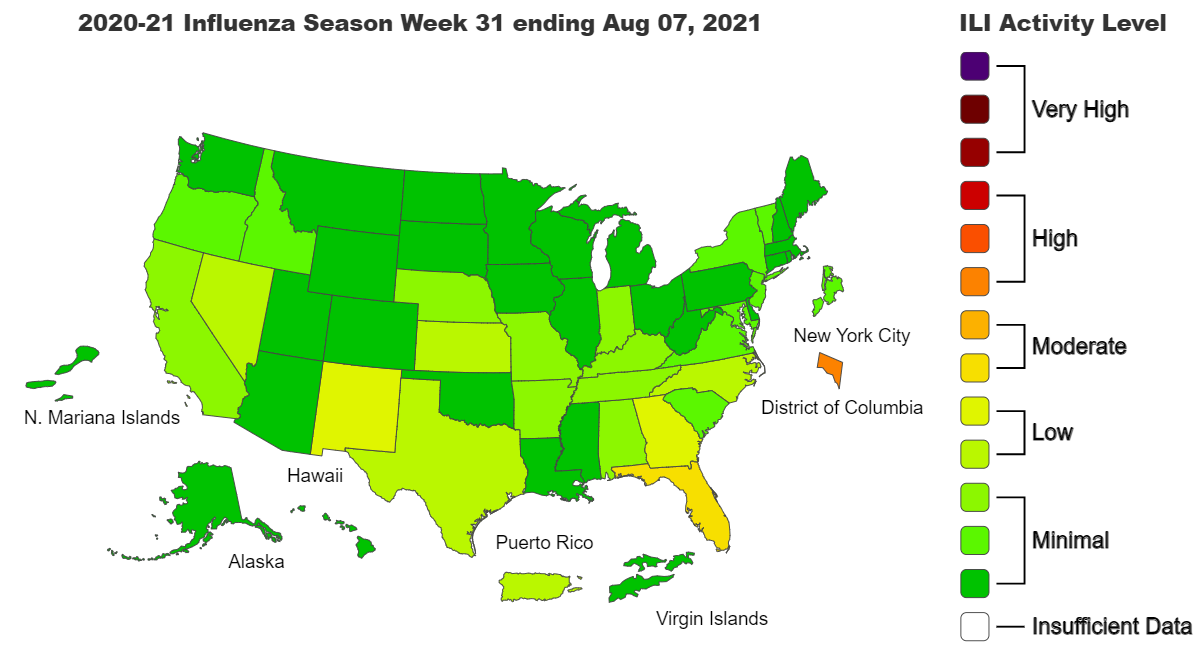 2020-21 Influenza Season Week 31 ending Aug 07, 2021
ILI Activity Level
Very High
High
Moderate
Low
Minimal
Insufficient Data
New York City
District of Columbia
N. Mariana Islands
Hawaii
Alaska
Puerto Rico
Virgin Islands